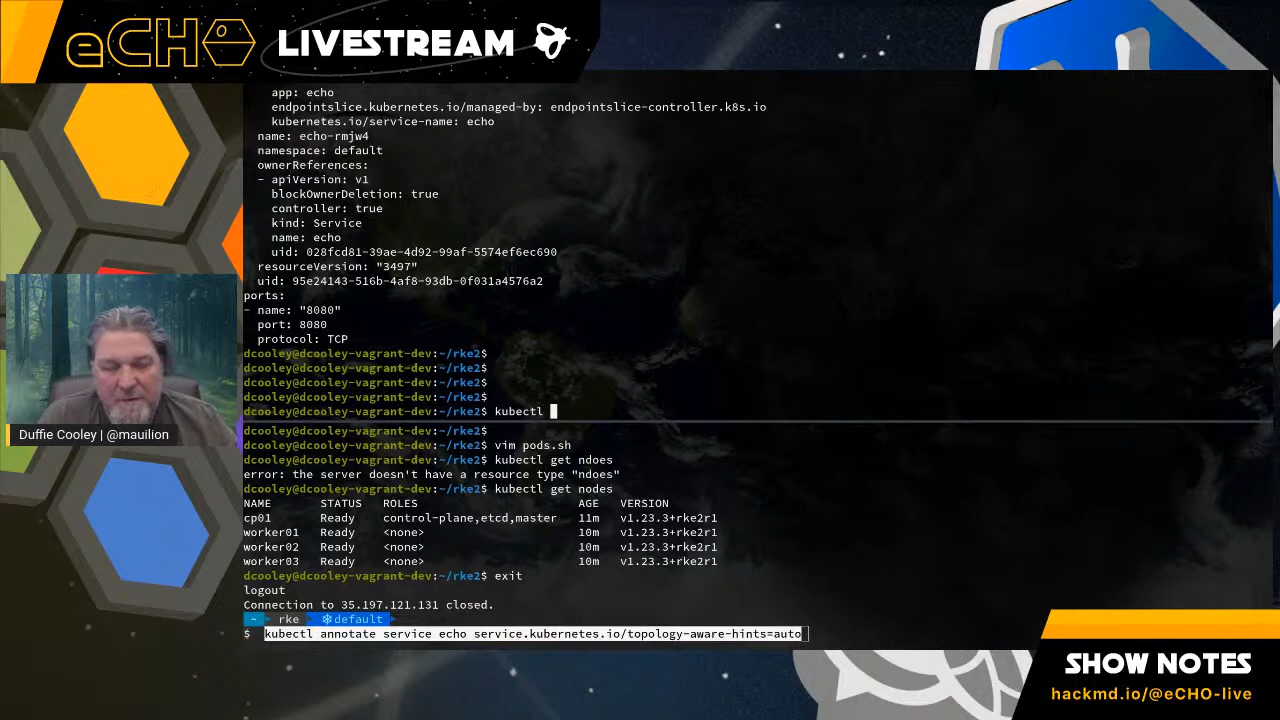 eCHO LIVESTREAM
app: echo
endpointslice.kubernetes.io/managed-by: endpointslice-controller.k8s.io
kubernetes.io/service-name: echo
name: echo-rmjw4
namespace: default
ownerReferences:
- apiVersion: v1
blockOwnerDeletion: true
controller: true
kind: Service
name: echo
uid: 028fcd81-39ae-4d92-99af-5574ef6ec690
resourceVersion: "3497"
uid: 95e24143-516b-4af8-93db-0f031a4576a2
ports:
- name: "8080"
port: 8080
protocol: TCP
dcooley@dcooley-vagrant-dev:~/rke2$
dcooley@dcooley-vagrant-dev:~/rke2$
dcooley@dcooley-vagrant-dev:~/rke2$
dcooley@dcooley-vagrant-dev:~/rke2$
dcooley@dcooley-vagrant-dev:~/rke2$ kubectl
dcooley@dcooley-vagrant-dev:~/rke2$
dcooley@dcooley-vagrant-dev:~/rke2$ vim pods.sh
dcooley@dcooley-vagrant-dev:~/rke2$ kubectl get ndoes
error: the server doesn't have a resource type "ndoes"
dcooley@dcooley-vagrant-dev:~/rke2$ kubectl get nodes
NAME STATUS ROLES AGE VERSION
cp01 Ready control-plane,etcd,master 11m v1.23.3+rke2r1
worker01 Ready <none> 10m v1.23.3+rke2r1
worker02 Ready <none> 10m v1.23.3+rke2r1
worker03 Ready <none> 10m v1.23.3+rke2r1
dcooley@dcooley-vagrant-dev:~/rke2$ exit
logout
Connection to 35.197.121.131 closed.
~ rke ⎈default
$ kubectl annotate service echo service.kubernetes.io/topology-aware-hints=auto
Duffie Cooley | @mauilion
SHOW NOTES
hackmd.io/@eCHO-live